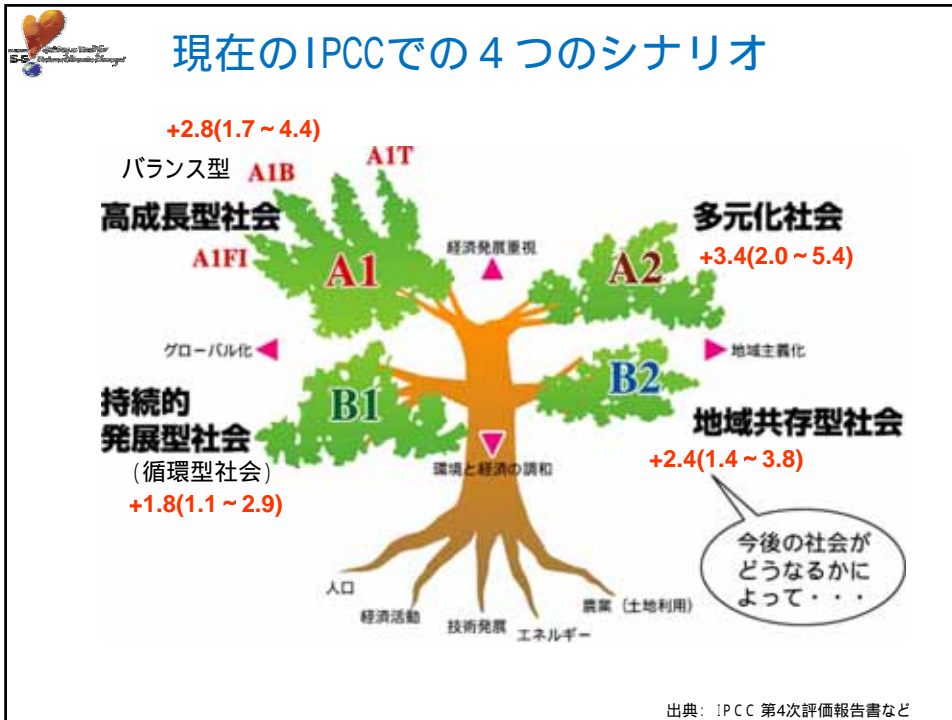 現在のIPCCでの４つのシナリオ
S-5
+2.8(1.7～4.4)
バランス型
A1B
A1T
高成長型社会
A1FI
A1
経済発展重視
多元化社会
+3.4(2.0～5.4)
A2
グローバル化
地域主義化
持続的
発展型社会
(循環型社会)
+1.8(1.1～2.9)
B1
B2
環境と経済の調和
地域共存型社会
+2.4(1.4～3.8)
今後の社会が
どうなるかに
よって・・・
人口
経済活動
技術発展
エネルギー
農業（土地利用）
出典: IPCC 第4次評価報告書など